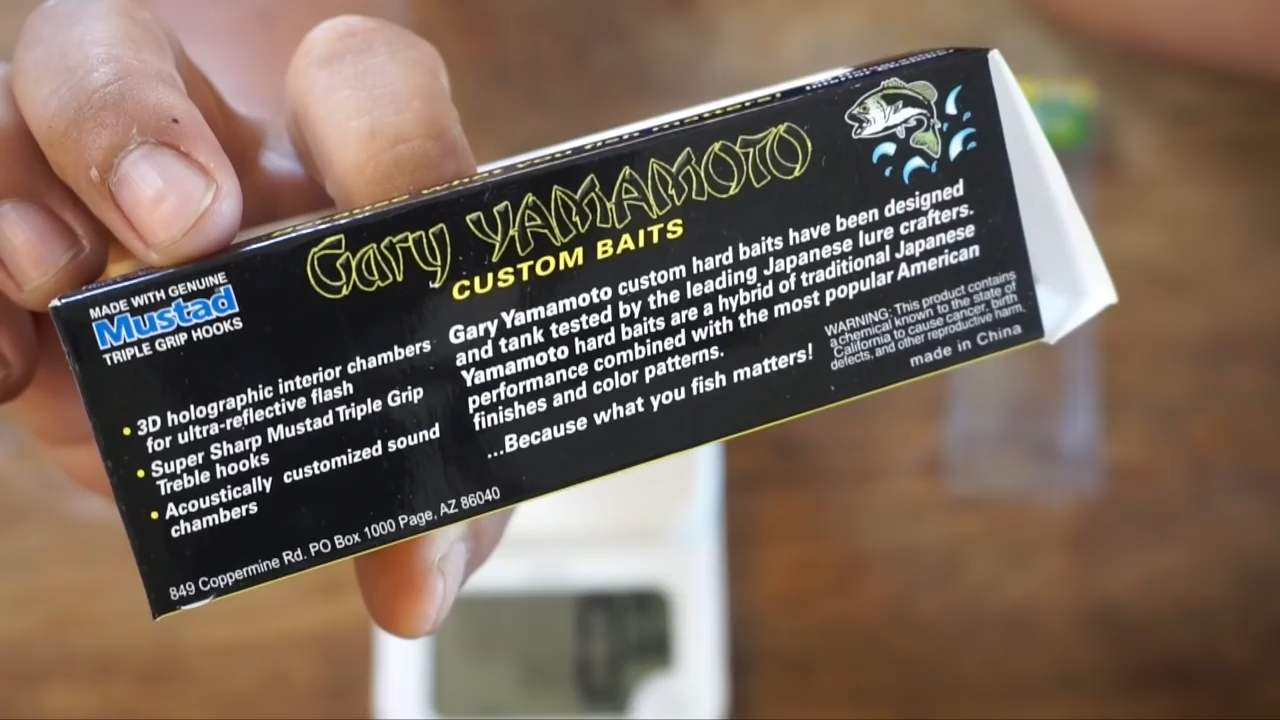 what you fish matters!
Gary YAMAMOTO
CUSTOM BAITS
MADE WITH GENUINE
Mustad
TRIPLE GRIP HOOKS
• 3D holographic interior chambers
for ultra-reflective flash
• Super Sharp Mustad Triple Grip
Treble hooks
• Acoustically customized sound
chambers
Gary Yamamoto custom hard baits have been designed
and tank tested by the leading Japanese lure crafters.
Yamamoto hard baits are a hybrid of traditional Japanese
performance combined with the most popular American
finishes and color patterns.
...Because what you fish matters!
WARNING: This product contains
a chemical known to the state of
California to cause cancer, birth
defects, and other reproductive harm.
made in China
849 Coppermine Rd. PO Box 1000 Page, AZ 86040